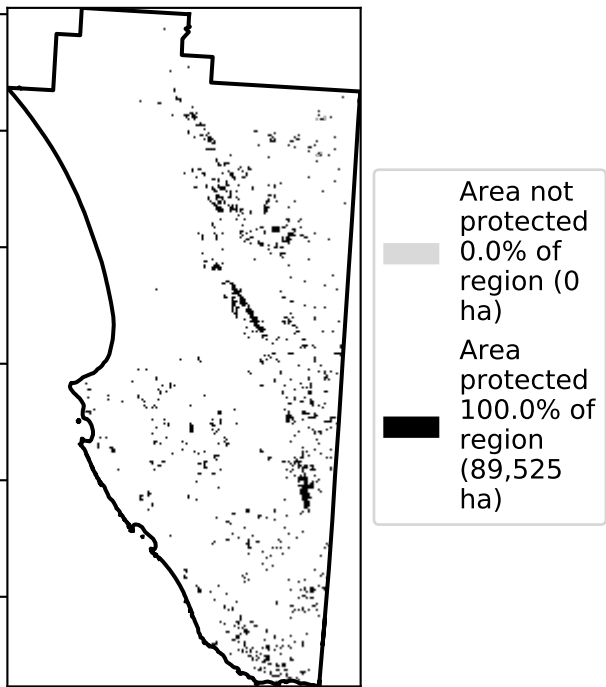 Area not
protected
0.0% of
region (0
ha)
Area
protected
100.0% of
region
(89,525
ha)